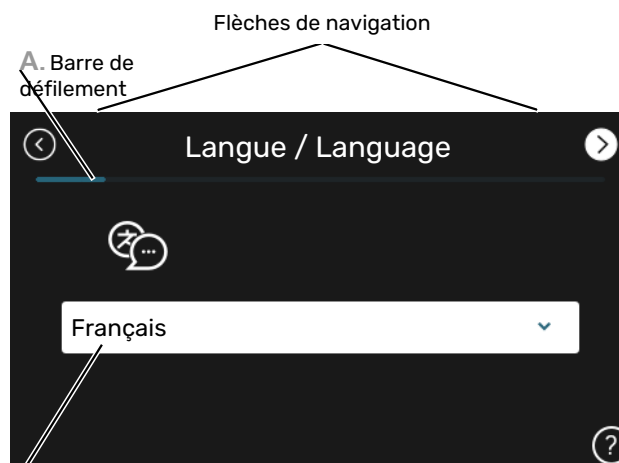 Flèches de navigation
A. Barre de
défilement
Langue / Language
Français
?